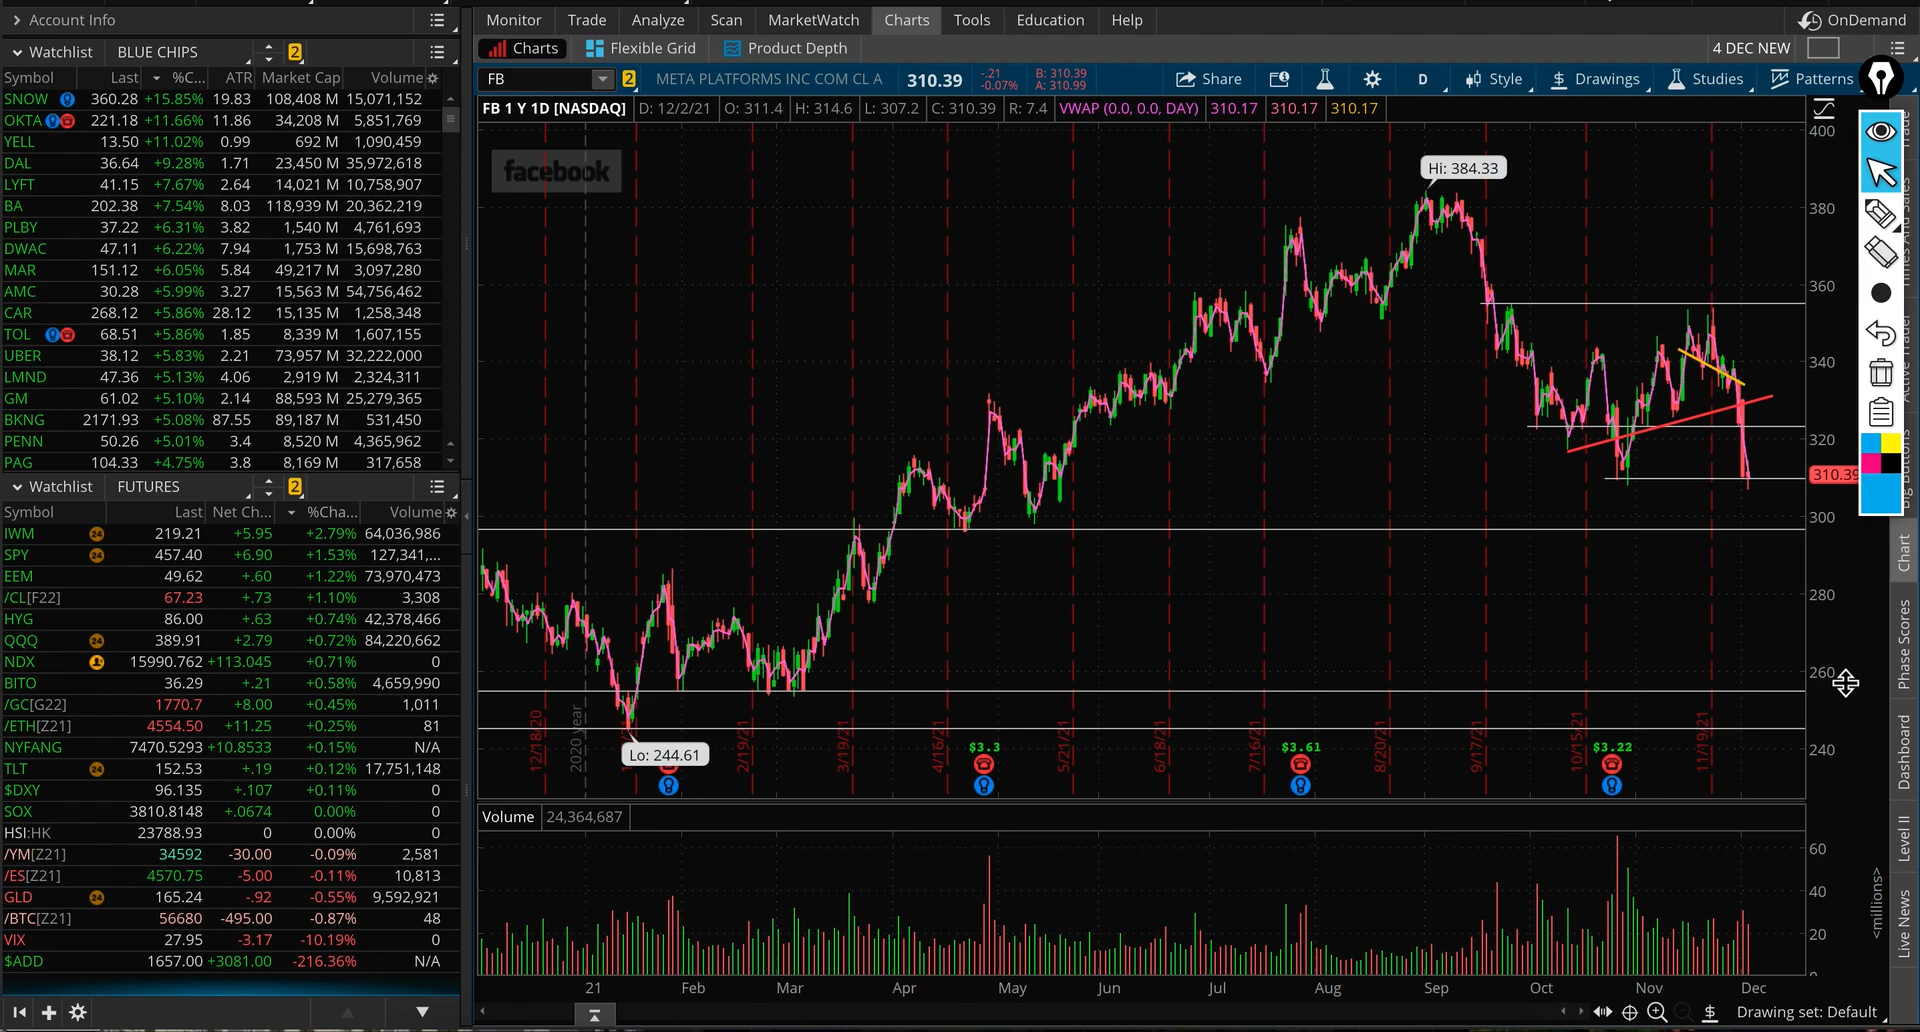 Account Info
Monitor Trade Analyze Scan MarketWatch Charts Tools Education Help OnDemand
Watchlist BLUE CHIPS 2
Charts Flexible Grid Product Depth 4 DEC NEW
Symbol Last %C... ATR Market Cap Volume
FB 2 META PLATFORMS INC COM CL A 310.39 -.21 -0.07% B: 310.39 A: 310.99 Share D Style Drawings Studies Patterns
SNOW 360.28 +15.85% 19.83 108,408 M 15,071,152
OKTA 221.18 +11.66% 11.86 34,208 M 5,851,769
YELL 13.50 +11.02% 0.99 692 M 1,090,459
DAL 36.64 +9.28% 1.71 23,450 M 35,972,618
LYFT 41.15 +7.67% 2.64 14,021 M 10,758,907
BA 202.38 +7.54% 8.03 118,939 M 20,362,219
PLBY 37.22 +6.31% 3.82 1,540 M 4,761,693
DWAC 47.11 +6.22% 7.94 1,753 M 15,698,763
MAR 151.12 +6.05% 5.84 49,217 M 3,097,280
AMC 30.28 +5.99% 3.27 15,563 M 54,756,462
CAR 268.12 +5.86% 28.12 15,135 M 1,258,348
TOL 68.51 +5.86% 1.85 8,339 M 1,607,155
UBER 38.12 +5.83% 2.21 73,957 M 32,222,000
LMND 47.36 +5.13% 4.06 2,919 M 2,324,311
GM 61.02 +5.10% 2.14 88,593 M 25,279,365
BKNG 2171.93 +5.08% 87.55 89,187 M 531,450
PENN 50.26 +5.01% 3.4 8,520 M 4,365,962
PAG 104.33 +4.75% 3.8 8,169 M 317,658
Watchlist FUTURES 2
Symbol Last Net Ch... %Cha... Volume
IWM 24 219.21 +5.95 +2.79% 64,036,986
SPY 24 457.40 +6.90 +1.53% 127,341,...
EEM 49.62 +.60 +1.22% 73,970,473
/CL[F22] 67.23 +.73 +1.10% 3,308
HYG 86.00 +.63 +0.74% 42,378,466
QQQ 24 389.91 +2.79 +0.72% 84,220,662
NDX 15990.762 +113.045 +0.71% 0
BITO 36.29 +.21 +0.58% 4,659,990
/GC[G22] 1770.7 +8.00 +0.45% 1,011
/ETH[Z21] 4554.50 +11.25 +0.25% 81
NYFANG 7470.5293 +10.8533 +0.15% N/A
TLT 24 152.53 +.19 +0.12% 17,751,148
$DXY 96.135 +.107 +0.11% 0
SOX 3810.8148 +.0674 0.00% 0
HSI:HK 23788.93 0 0.00% 0
/YM[Z21] 34592 -30.00 -0.09% 2,581
/ES[Z21] 4570.75 -5.00 -0.11% 10,813
GLD 24 165.24 -.92 -0.55% 9,592,921
/BTC[Z21] 56680 -495.00 -0.87% 48
VIX 27.95 -3.17 -10.19% 0
$ADD 1657.00 +3081.00 -216.36% N/A
FB 1 Y 1D [NASDAQ] D: 12/2/21 O: 311.4 H: 314.6 L: 307.2 C: 310.39 R: 7.4 VWAP (0.0, 0.0, DAY) 310.17 310.17 310.17
facebook
Hi: 384.33
Lo: 244.61
400
380
360
340
320
310.39
300
280
260
240
12/18/20 2020 year 2/19/21 3/19/21 4/16/21 5/21/21 6/18/21 7/16/21 8/20/21 9/17/21 10/15/21 11/19/21
$3.3 $3.61 $3.22
Volume 24,364,687
60
40
20
<millions>
21 Feb Mar Apr May Jun Jul Aug Sep Oct Nov Dec
Drawing set: Default
Trade
Times And Sales
Active Trader
Big Buttons
Chart
Phase Scores
Dashboard
Level II
Live News